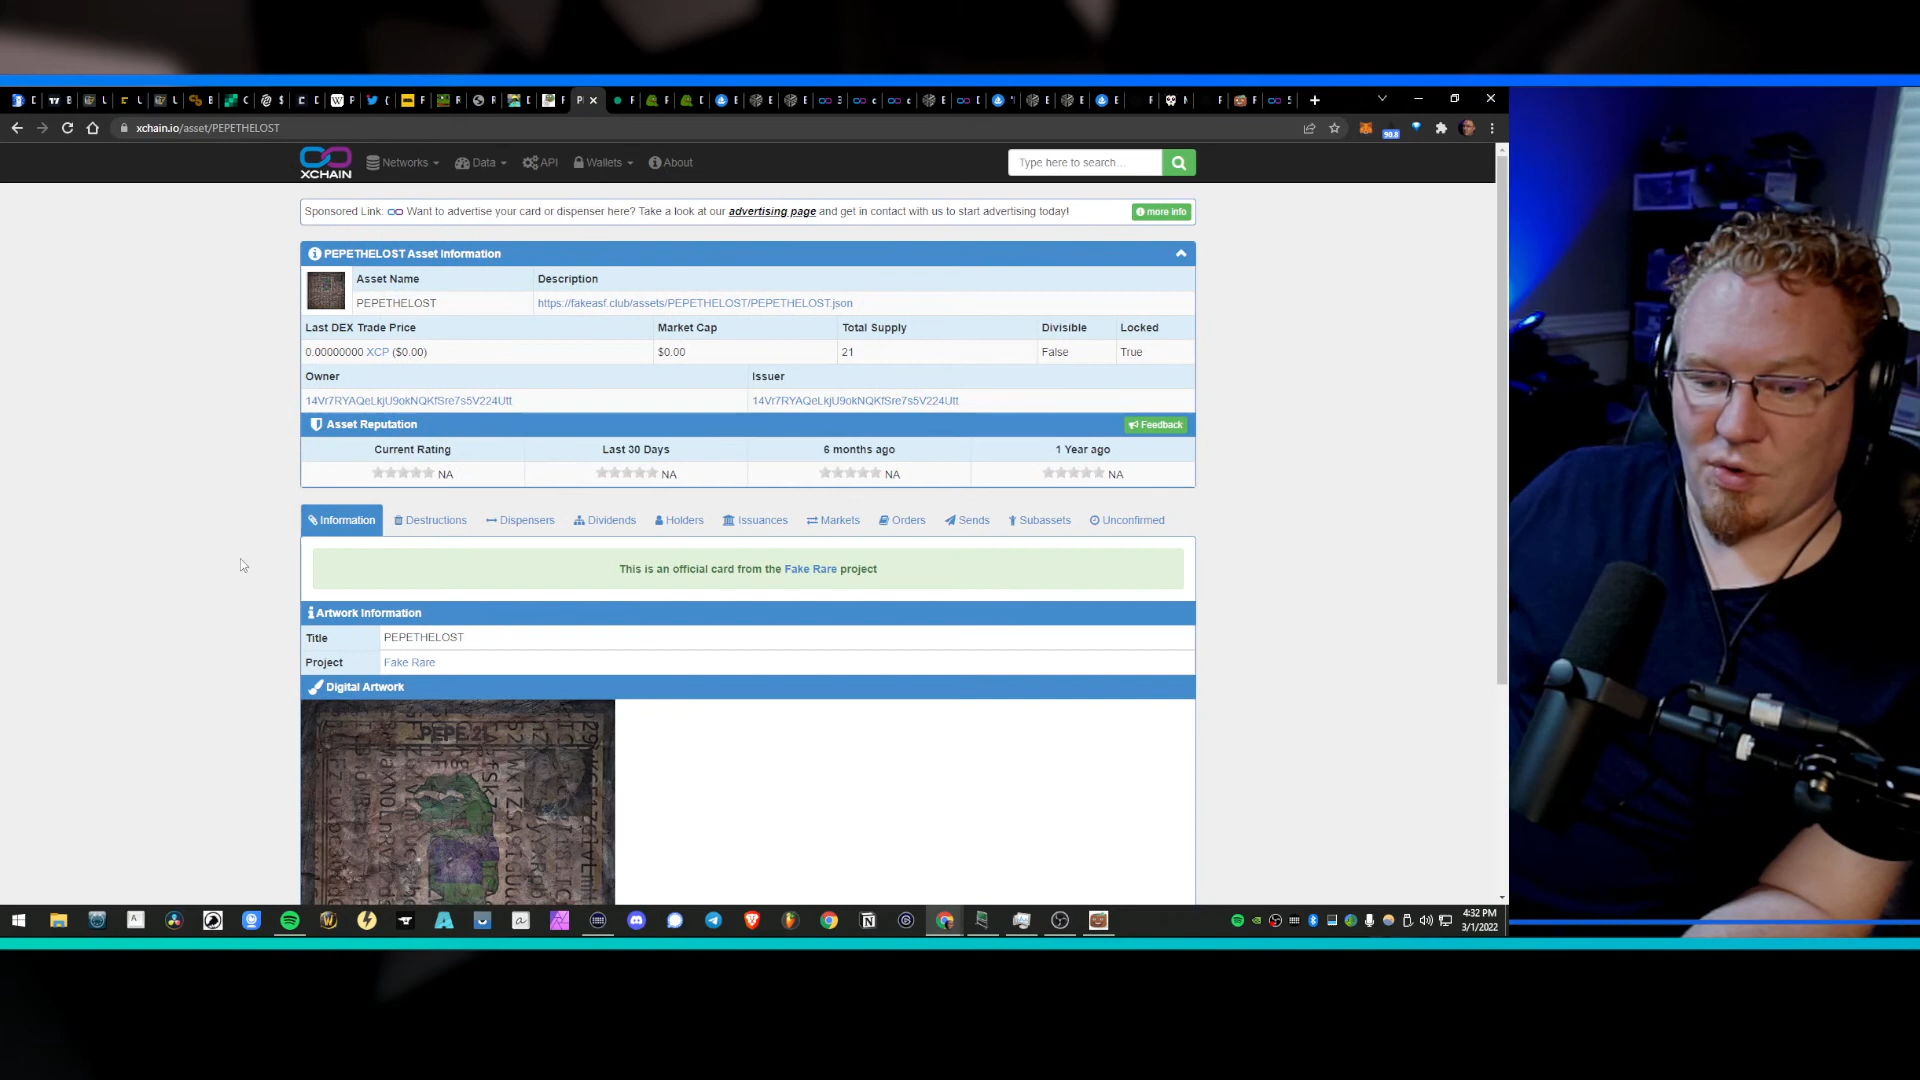 xchain.io/asset/PEPETHELOST
90.8
XCHAIN
Networks Data API Wallets About
Type here to search...
Sponsored Link: Want to advertise your card or dispenser here? Take a look at our advertising page and get in contact with us to start advertising today! more info
PEPETHELOST Asset Information
Asset Name Description
PEPETHELOST https://fakeasf.club/assets/PEPETHELOST/PEPETHELOST.json
Last DEX Trade Price Market Cap Total Supply Divisible Locked
0.00000000 XCP ($0.00) $0.00 21 False True
Owner Issuer
14Vr7RYAQeLkjU9okNQKfSre7s5V224Utt 14Vr7RYAQeLkjU9okNQKfSre7s5V224Utt
Asset Reputation Feedback
Current Rating Last 30 Days 6 months ago 1 Year ago
NA NA NA NA
Information Destructions Dispensers Dividends Holders Issuances Markets Orders Sends Subassets Unconfirmed
This is an official card from the Fake Rare project
Artwork Information
Title PEPETHELOST
Project Fake Rare
Digital Artwork
4:32 PM
3/1/2022